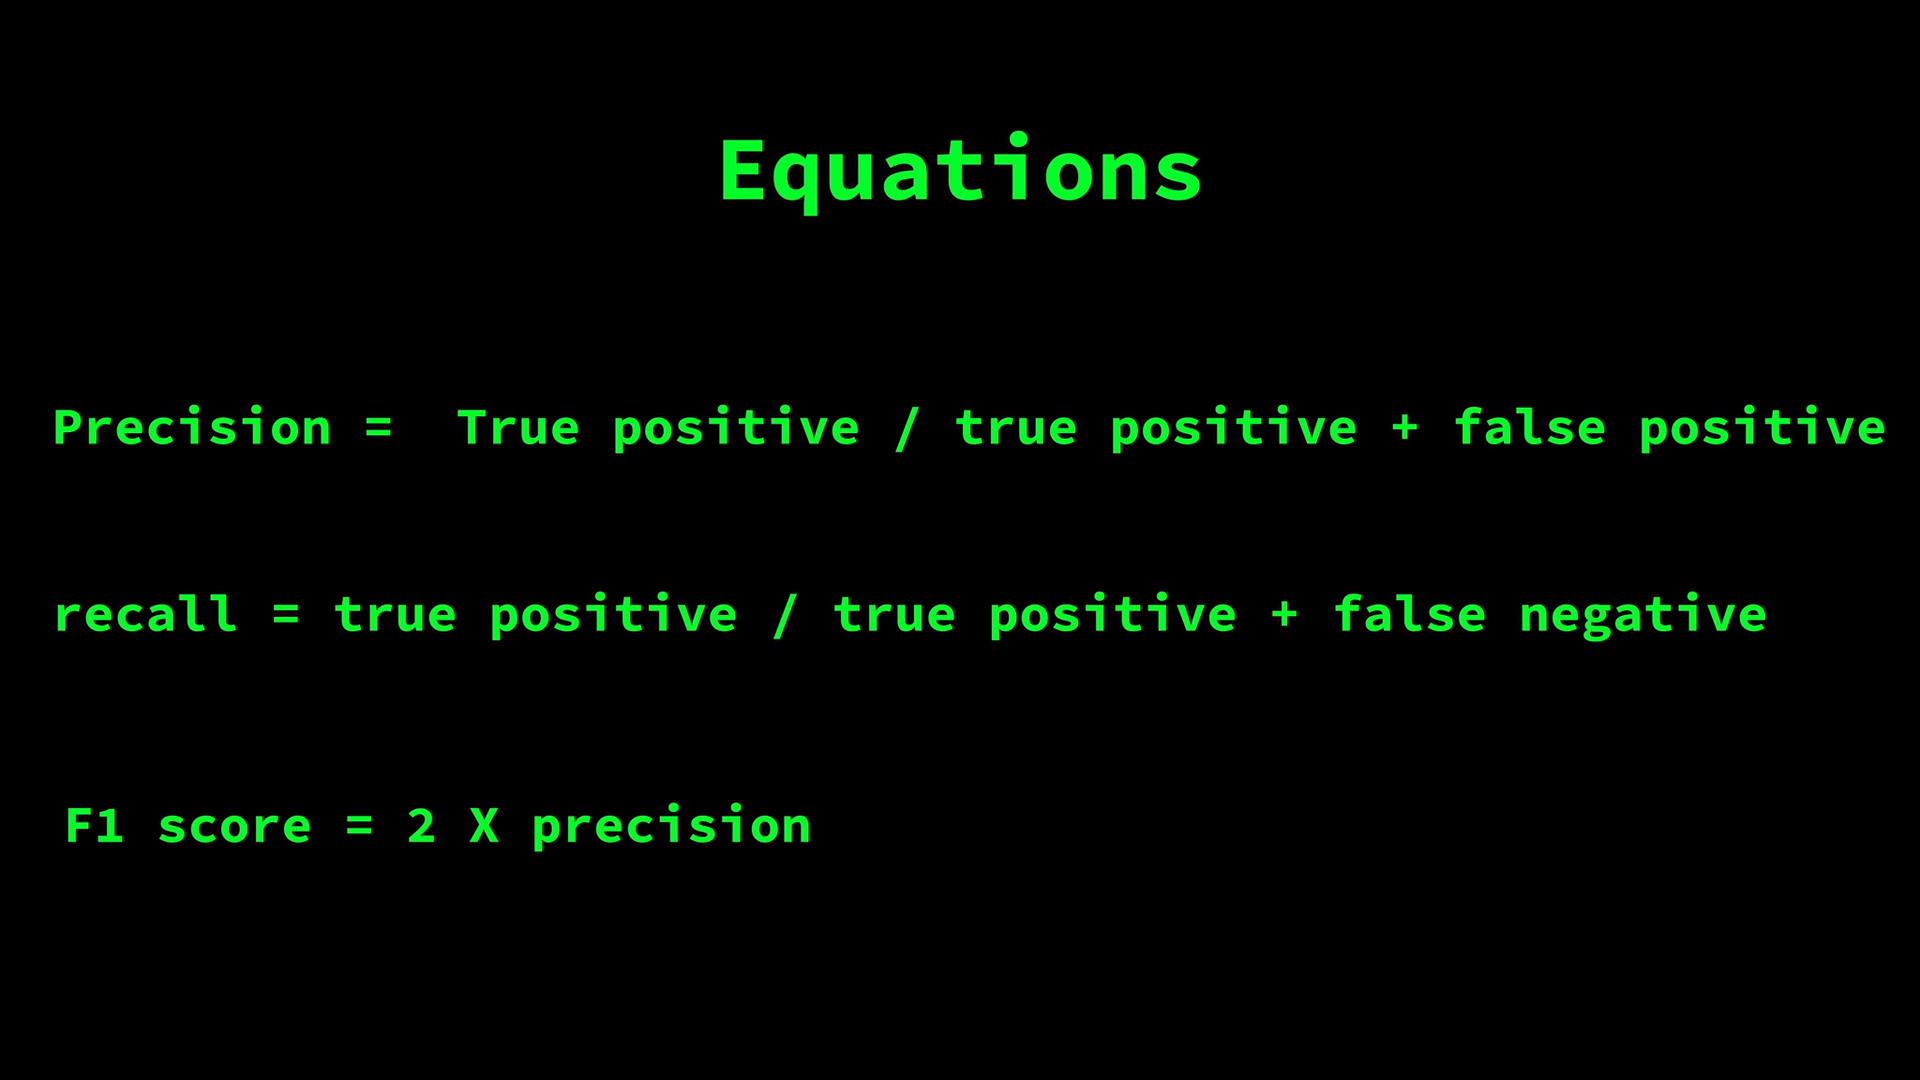 Equations
Precision =  True positive / true positive + false positive
recall = true positive / true positive + false negative
F1 score = 2 X precision